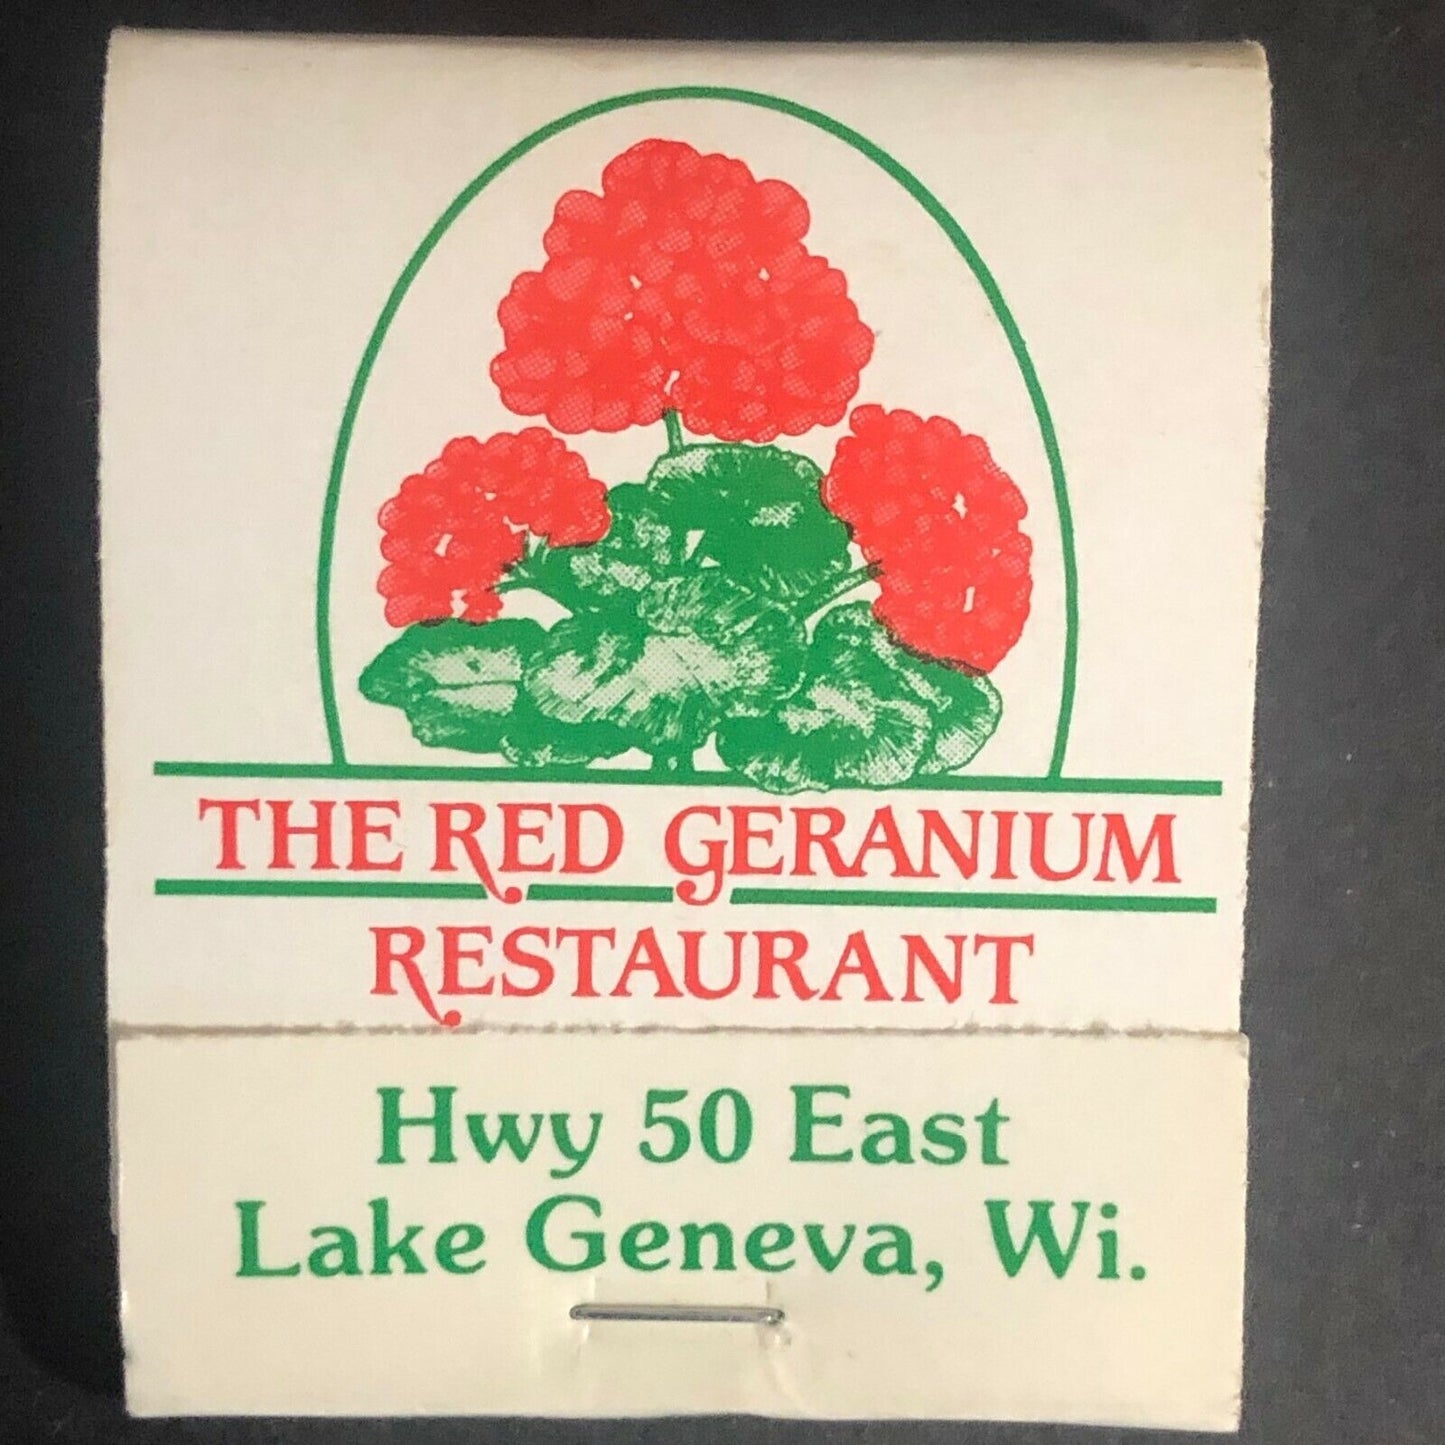 THE RED GERANIUM
RESTAURANT
Hwy 50 East
Lake Geneva, Wi.